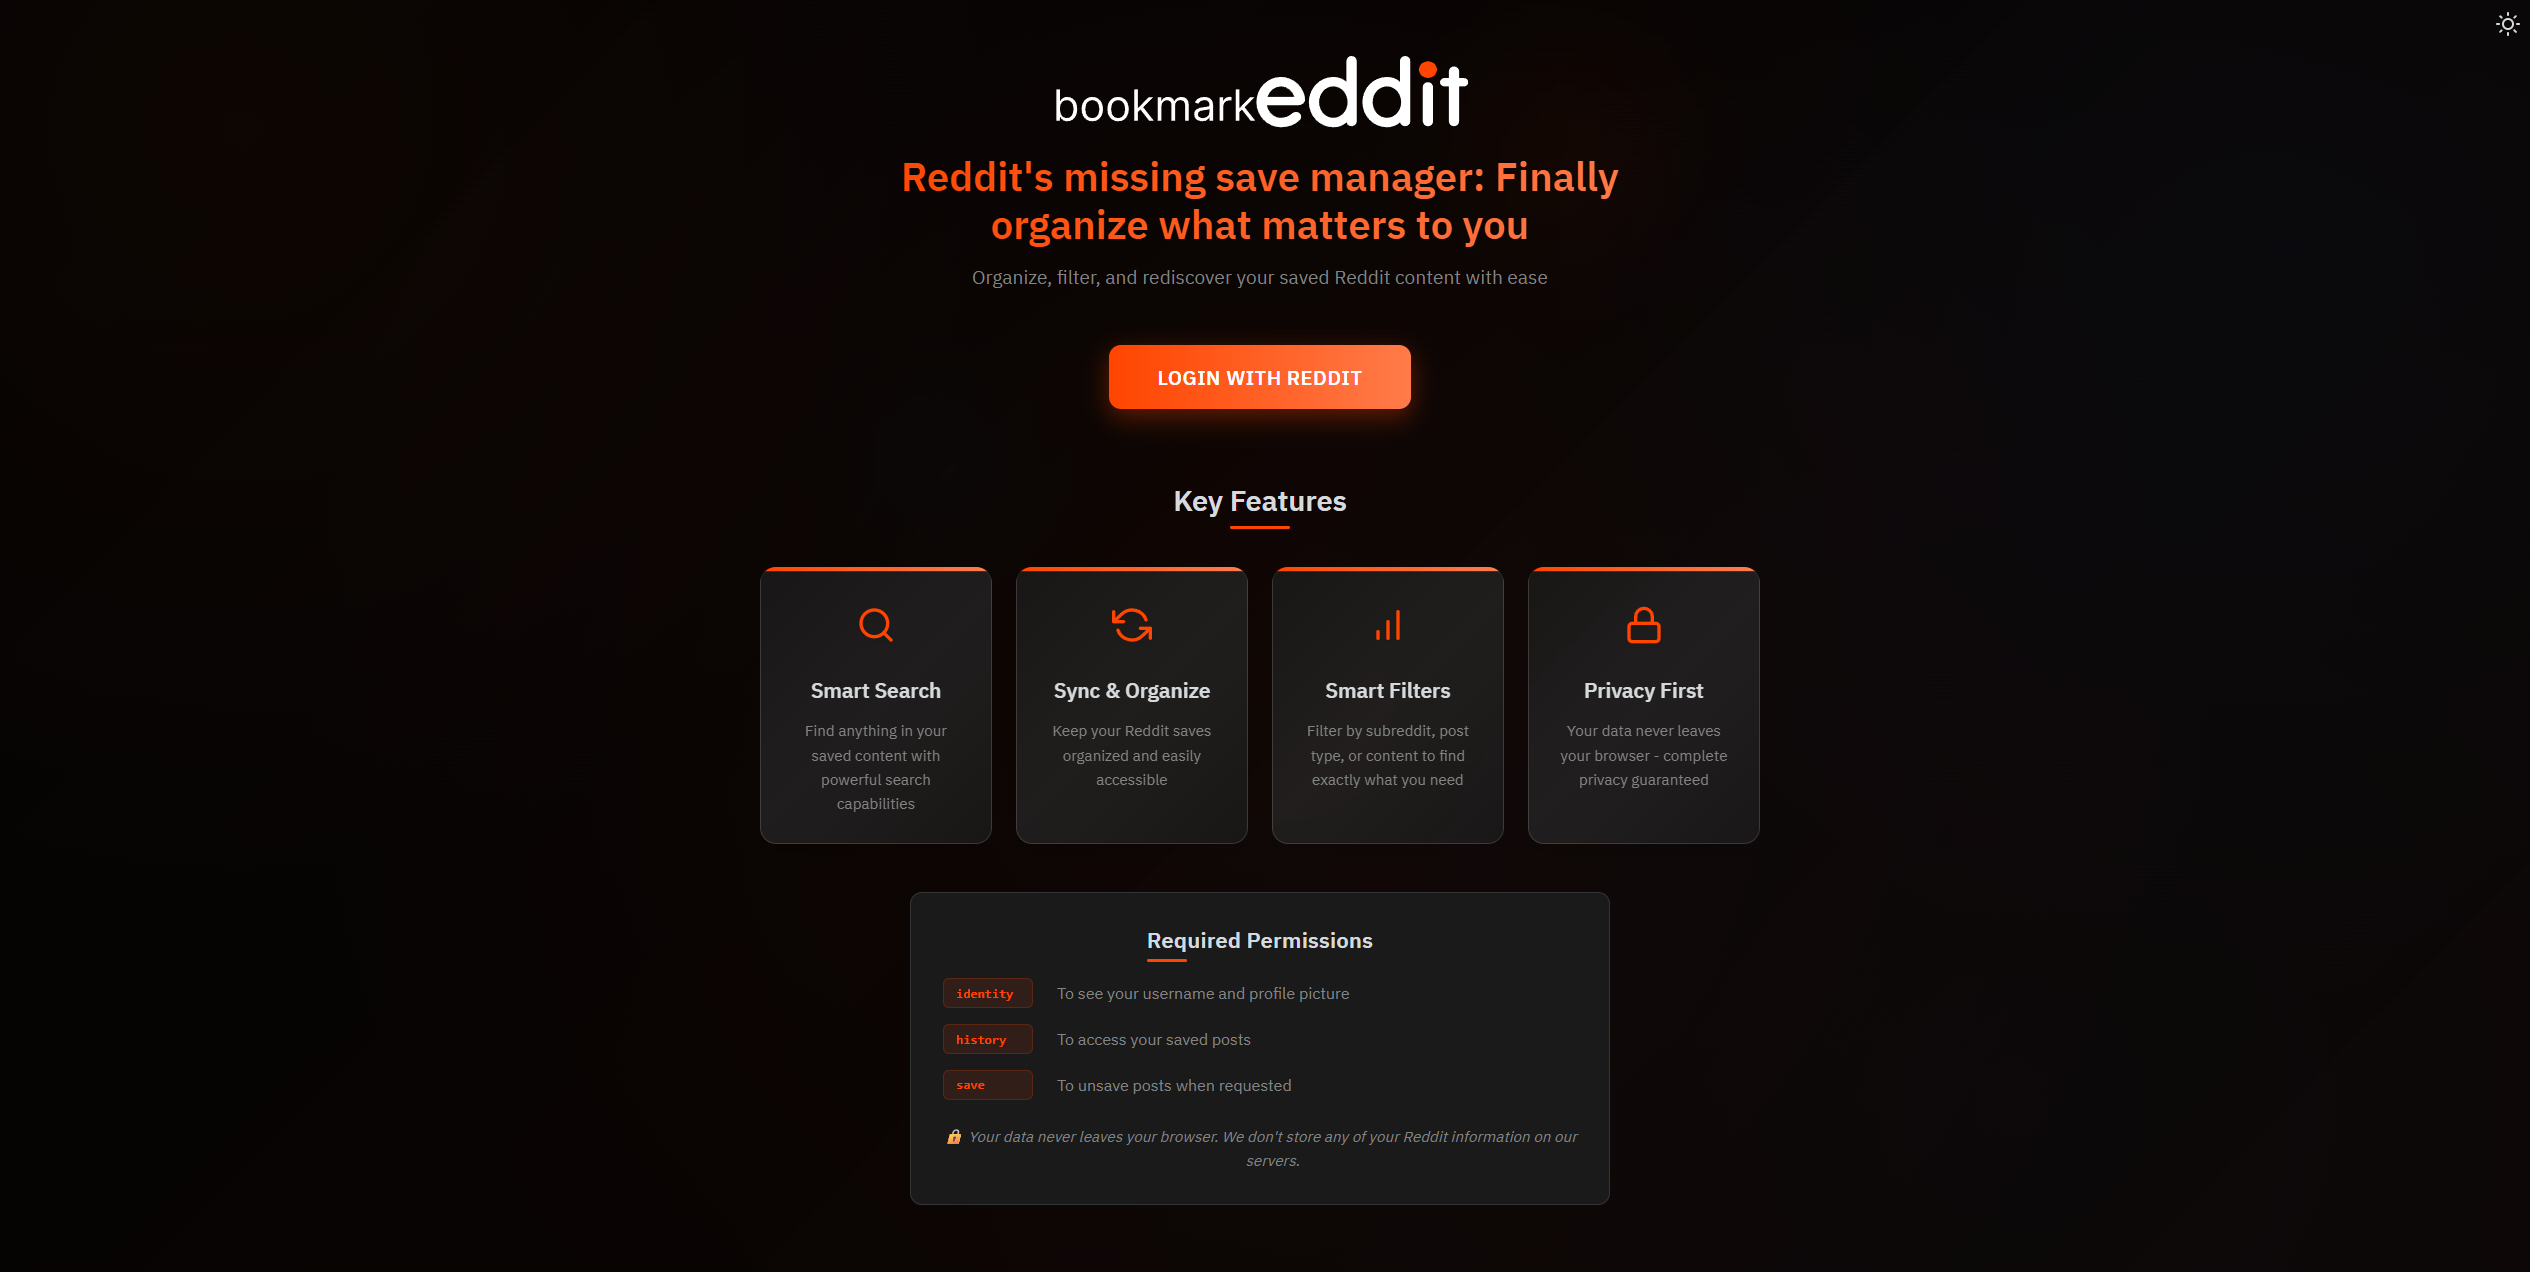 bookmarkeddit
Reddit's missing save manager: Finally
organize what matters to you
Organize, filter, and rediscover your saved Reddit content with ease
LOGIN WITH REDDIT
Key Features
Smart Search
Find anything in your
saved content with
powerful search
capabilities
Sync & Organize
Keep your Reddit saves
organized and easily
accessible
Smart Filters
Filter by subreddit, post
type, or content to find
exactly what you need
Privacy First
Your data never leaves
your browser - complete
privacy guaranteed
Required Permissions
identity To see your username and profile picture
history To access your saved posts
save To unsave posts when requested
Your data never leaves your browser. We don't store any of your Reddit information on our
servers.